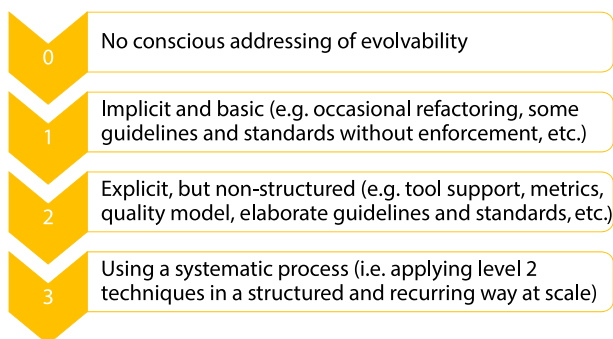 0
No conscious addressing of evolvability
1
Implicit and basic (e.g. occasional refactoring, some
guidelines and standards without enforcement, etc.)
2
Explicit, but non-structured (e.g. tool support, metrics,
quality model, elaborate guidelines and standards, etc.)
3
Using a systematic process (i.e. applying level 2
techniques in a structured and recurring way at scale)